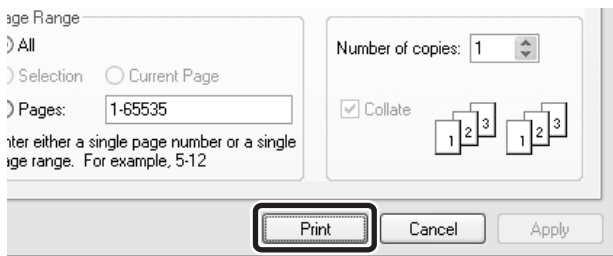 age Range
All
Selection Current Page
Pages: 1-65535
nter either a single page number or a single
age range. For example, 5-12
Number of copies: 1
Collate
1 2 3 1 2 3
Print Cancel Apply